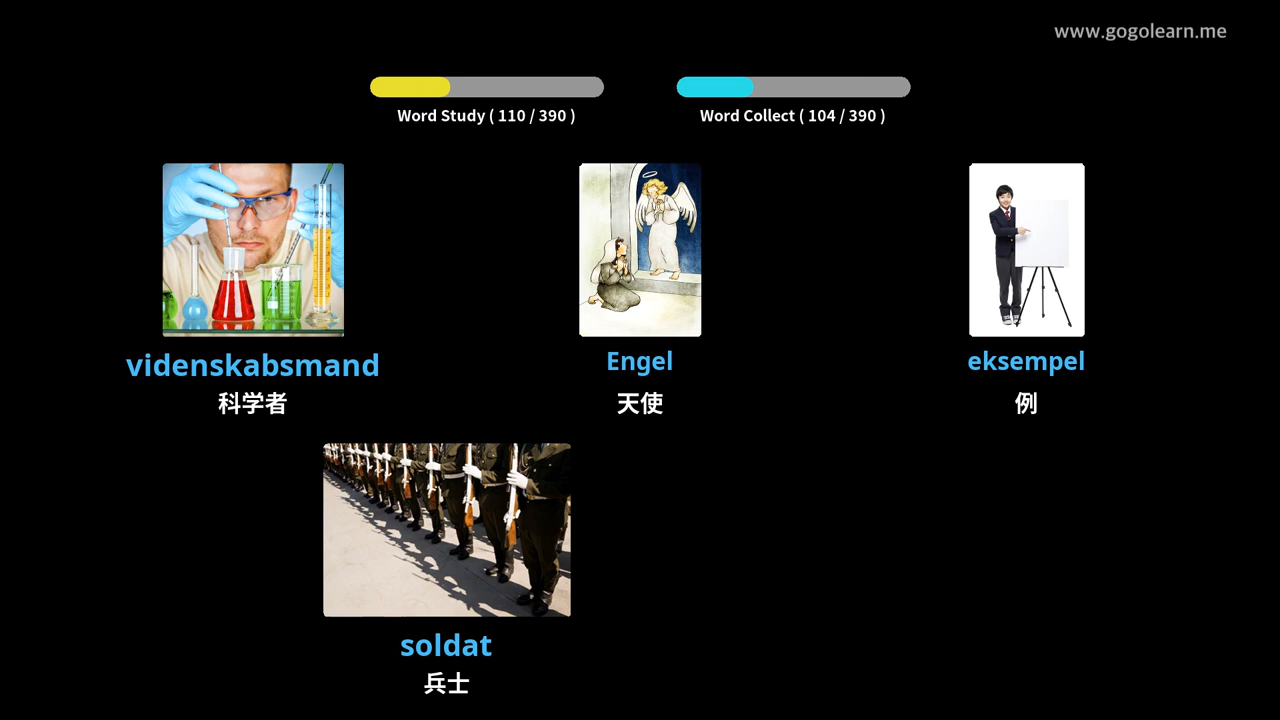 www.gogolearn.me
Word Study ( 110 / 390 )
Word Collect ( 104 / 390 )
videnskabsmand
科学者
Engel
天使
eksempel
例
soldat
兵士